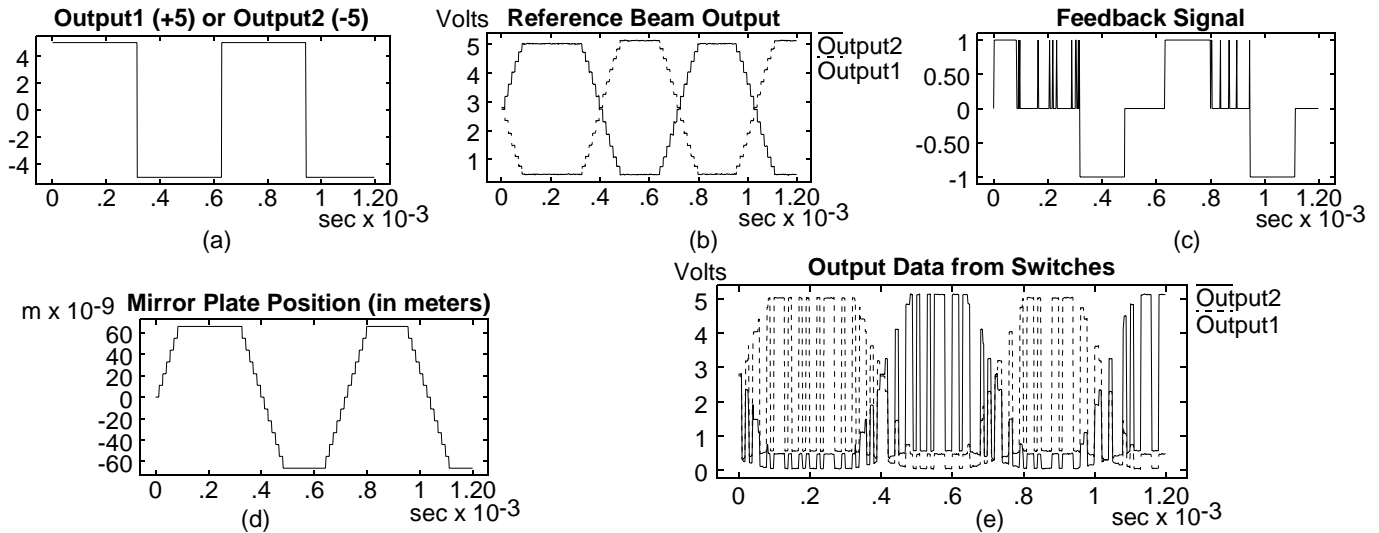 Output1 (+5) or Output2 (-5)
4
2
0
-2
-4
0 .2 .4 .6 .8 1 1.20
sec x 10-3
(a)
Volts Reference Beam Output
5
4
3
2
1
0 .2 .4 .6 .8 1 1.20
sec x 10-3
Output2
Output1
(b)
Feedback Signal
1
0.50
0
-0.50
-1
0 .2 .4 .6 .8 1 1.20
sec x 10-3
(c)
m x 10-9 Mirror Plate Position (in meters)
60
40
20
0
-20
-60
0 .2 .4 .6 .8 1 1.20
sec x 10-3
(d)
Volts Output Data from Switches
5
4
3
2
1
0
0 .2 .4 .6 .8 1 1.20
sec x 10-3
Output2
Output1
(e)